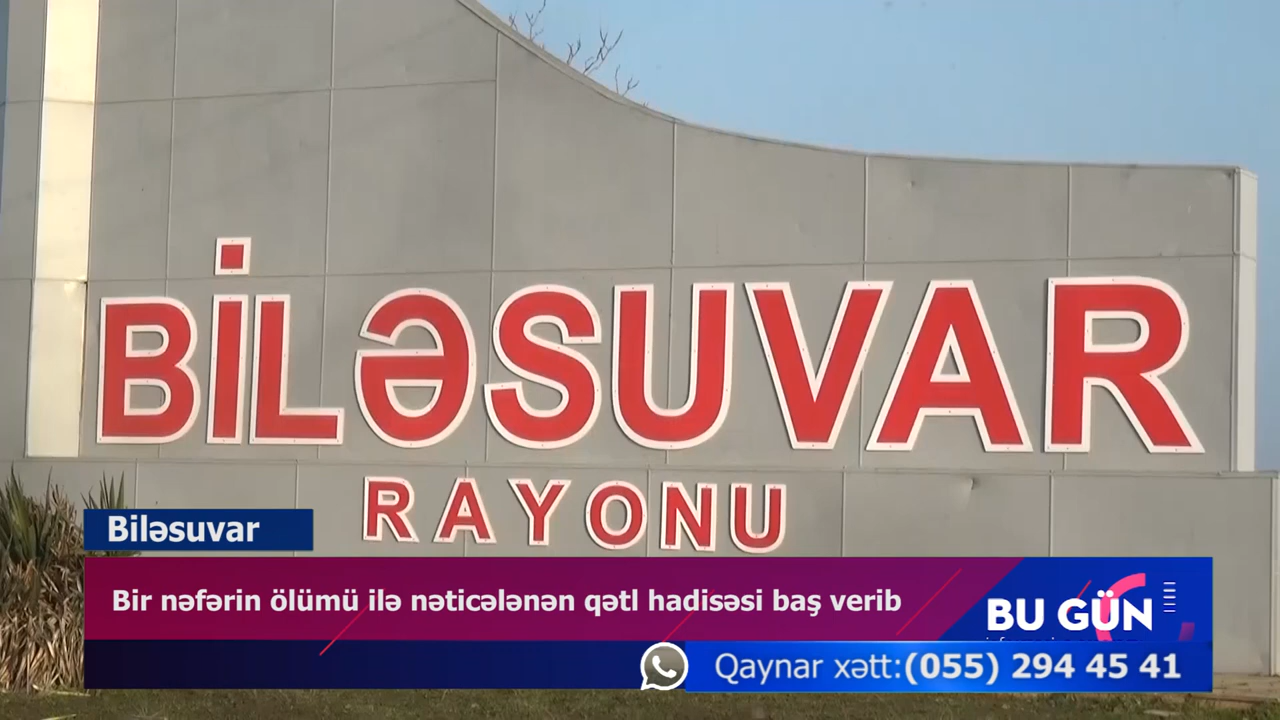 BİLƏSUVAR
RAYONU
Biləsuvar
Bir nəfərin ölümü ilə nəticələnən qətl hadisəsi baş verib
BU GÜN
Qaynar xətt:(055) 294 45 41